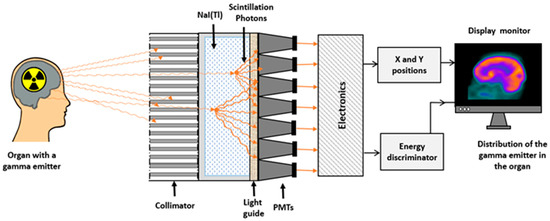 Scintillation
Photons
NaI(Tl)
Display monitor
X and Y
positions
Electronics
Energy
discriminator
Organ with a
gamma emitter
Collimator
Light
guide
PMTs
Distribution of the
gamma emitter in
the organ